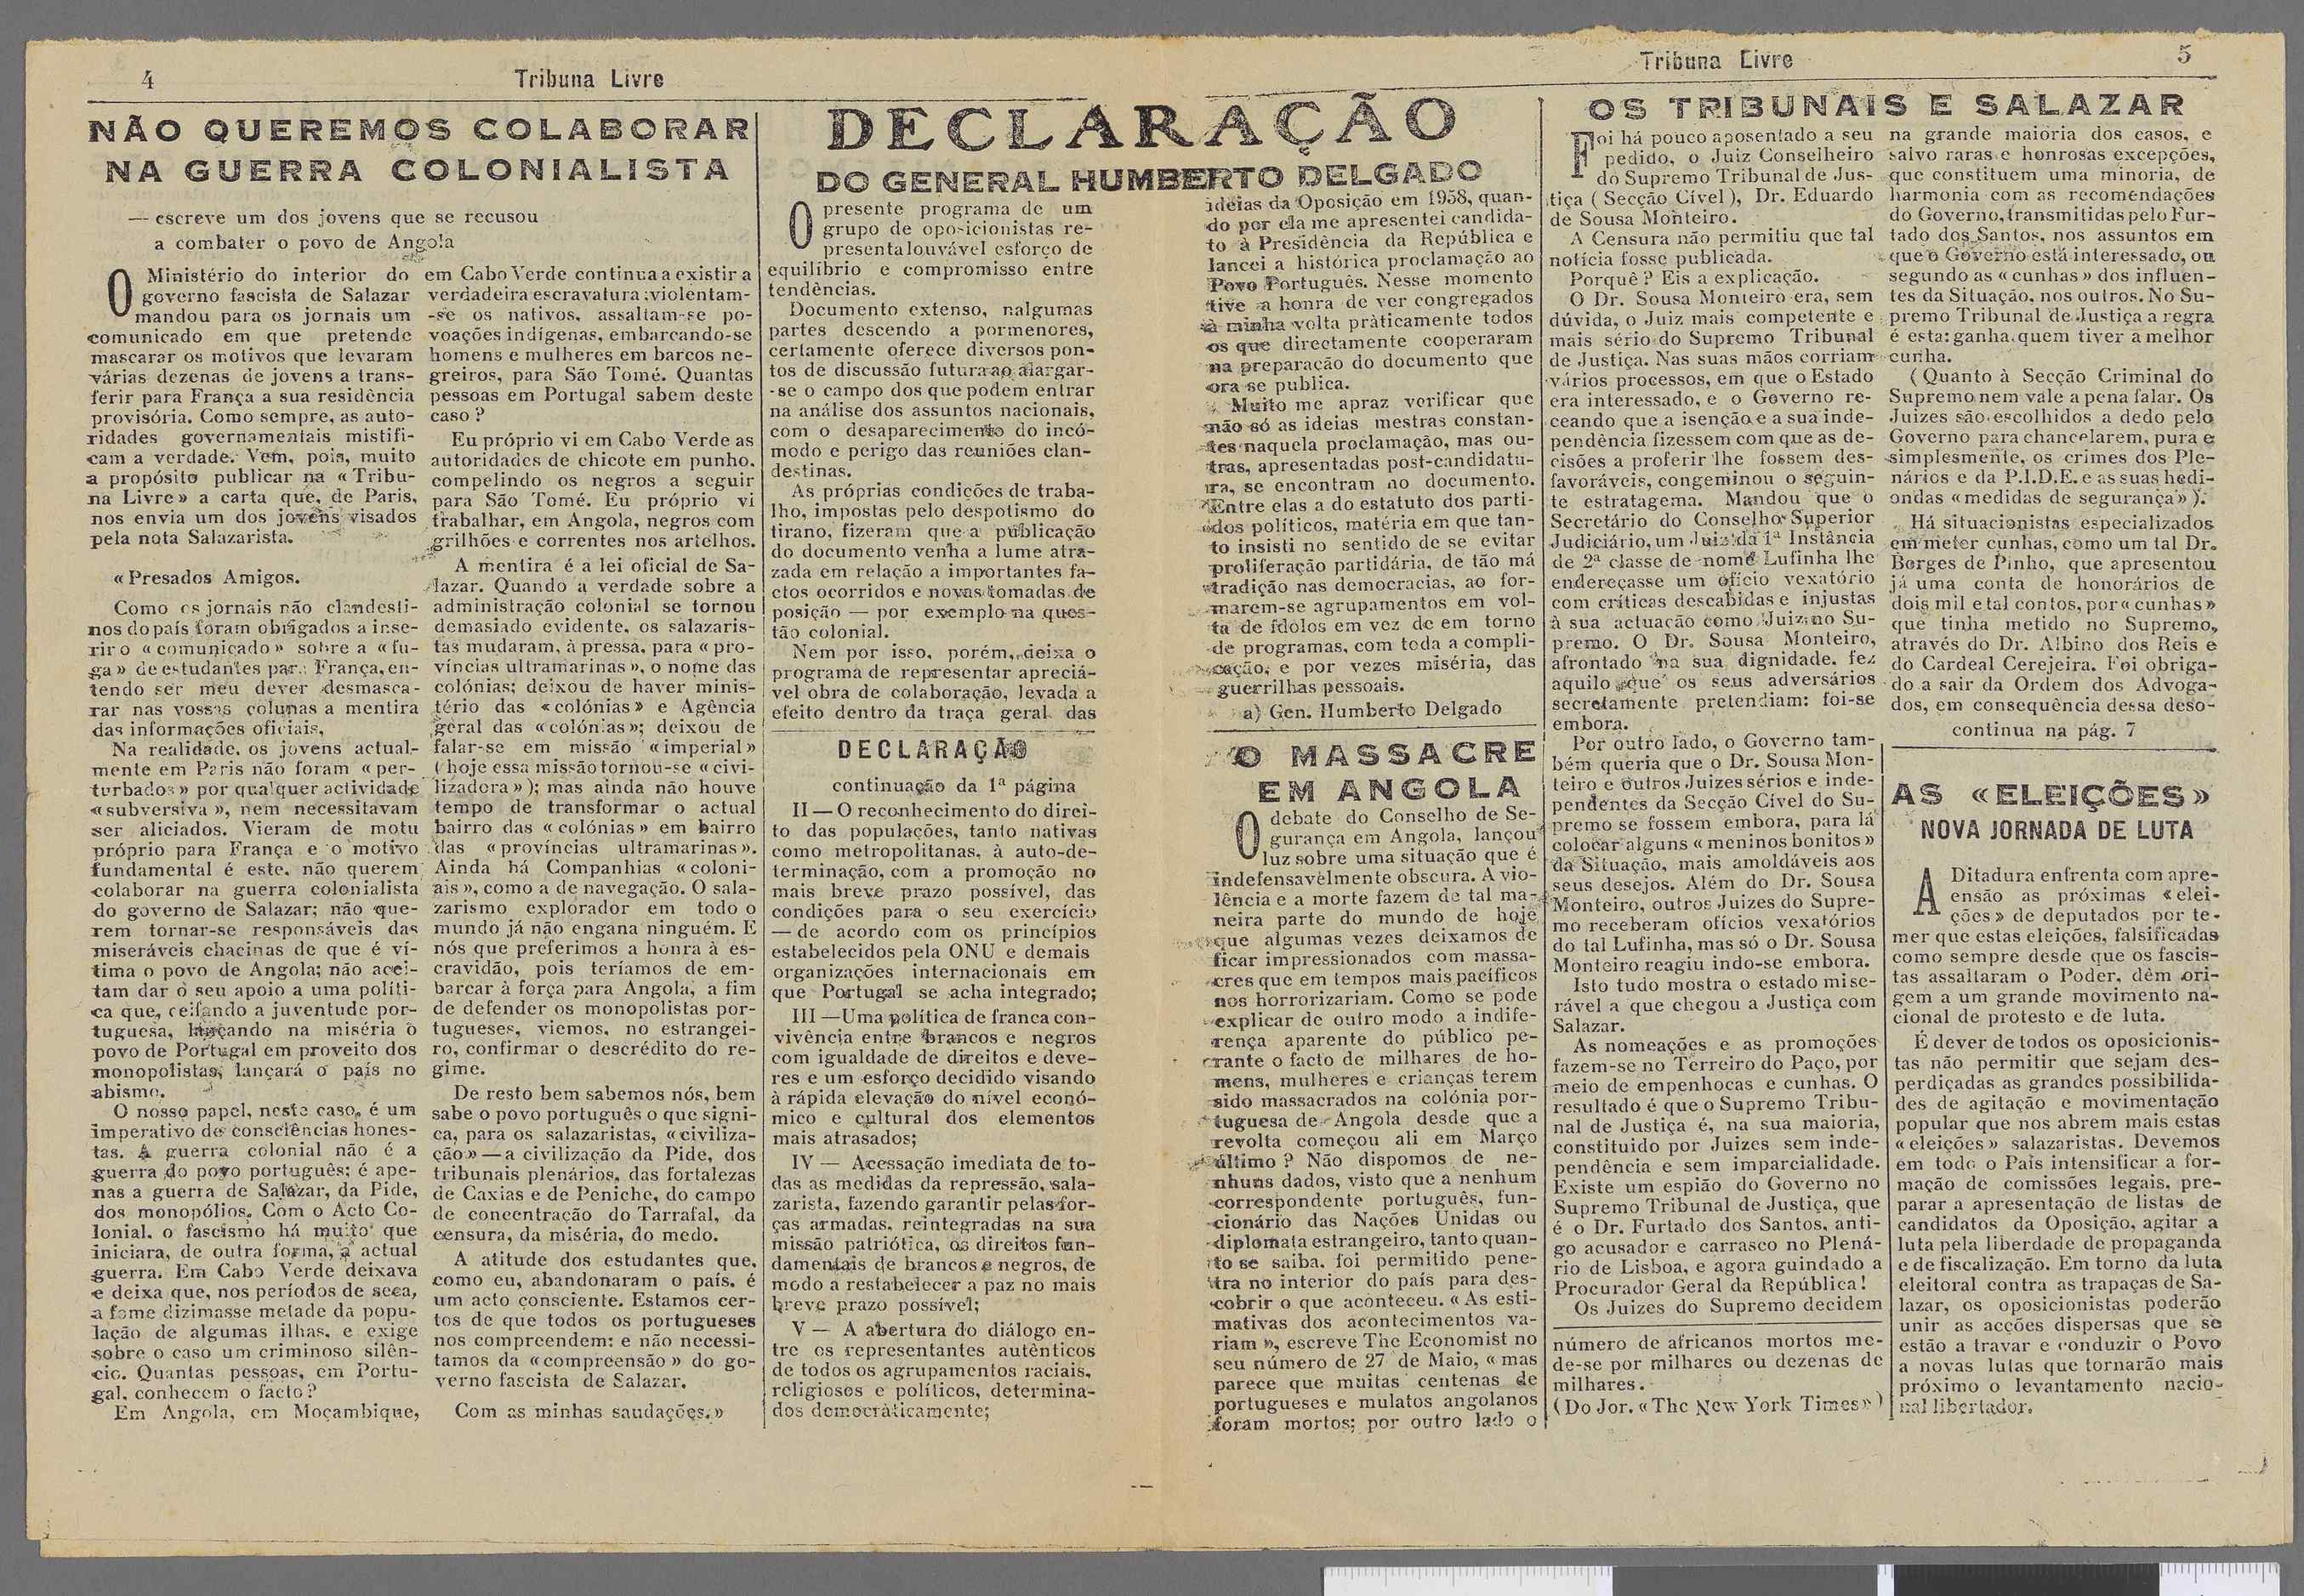 4
Tribuna Livre
NÃO QUEREMOS COLABORAR
NA GUERRA COLONIALISTA
— escreve um dos jovens que se recusou
a combater o povo de Angola
O Ministério do interior do
governo fascista de Salazar
mandou para os jornais um
comunicado em que pretende
mascarar os motivos que levaram
várias dezenas de jovens a trans-
ferir para França a sua residência
provisória. Como sempre, as auto-
ridades governamentais mistifi-
cam a verdade. Vem, pois, muito
a propósito publicar na « Tribu-
na Livre» a carta que, de Paris,
nos envia um dos jovens visados
pela nota Salazarista.
« Presados Amigos.
Como os jornais não clandesti-
nos do país foram obrigados a inse-
rir o « comunicado» sobre a « fu-
ga » de estudantes para França, en-
tendo ser meu dever desmasca-
rar nas vossas colunas a mentira
das informações oficiais,
Na realidade, os jovens actual-
mente em Paris não foram « per-
turbados » por qualquer actividade
« subversiva », nem necessitavam
ser aliciados. Vieram de motu
próprio para França e o motivo
fundamental é este, não querem
colaborar na guerra colonialista
do governo de Salazar; não que-
rem tornar-se responsáveis das
miseráveis chacinas de que é ví-
tima o povo de Angola; não acei-
tam dar o seu apoio a uma políti-
ca que, ceifando a juventude por-
tuguesa, lançando na miséria o
povo de Portugal em proveito dos
monopolistas, lançará o país no
abismo.
O nosso papel, neste caso, é um
imperativo de consciências hones-
tas. A guerra colonial não é a
guerra do povo português; é ape-
nas a guerra de Salazar, da Pide,
dos monopólios. Com o Acto Co-
lonial, o fascismo há muito que
iniciara, de outra forma, a actual
guerra. Em Cabo Verde deixava
e deixa que, nos períodos de seca,
a fome dizimasse metade da popu-
lação de algumas ilhas, e exige
sobre o caso um criminoso silên-
cio. Quantas pessoas, em Portu-
gal, conhecem o facto?
Em Angola, em Moçambique,
em Cabo Verde continua a existir a
verdadeira escravatura: violentam-
-se os nativos, assaltam-se po-
voações indígenas, embarcando-se
homens e mulheres em barcos ne-
greiros, para São Tomé. Quantas
pessoas em Portugal sabem deste
caso ?
Eu próprio vi em Cabo Verde as
autoridades de chicote em punho,
compelindo os negros a seguir
para São Tomé. Eu próprio vi
trabalhar, em Angola, negros com
grilhões e correntes nos artelhos.
A mentira é a lei oficial de Sa-
lazar. Quando a verdade sobre a
administração colonial se tornou
demasiado evidente, os salazaris-
tas mudaram, à pressa, para « pro-
víncias ultramarinas », o nome das
colónias; deixou de haver minis-
tério das «colónias» e Agência
geral das «colónias»; deixou de
falar-se em missão «imperial»
( hoje essa missão tornou-se « civi-
lizadora » ); mas ainda não houve
tempo de transformar o actual
bairro das « colónias » em bairro
das « províncias ultramarinas».
Ainda há Companhias « coloni-
ais », como a de navegação. O sala-
zarismo explorador em todo o
mundo já não engana ninguém. E
nós que preferimos a honra à es-
cravidão, pois teríamos de em-
barcar à força para Angola, a fim
de defender os monopolistas por-
tugueses, viemos, no estrangei-
ro, confirmar o descrédito do re-
gime.
De resto bem sabemos nós, bem
sabe o povo português o que signi-
ca, para os salazaristas, « civiliza-
ção » — a civilização da Pide, dos
tribunais plenários, das fortalezas
de Caxias e de Peniche, do campo
de concentração do Tarrafal, da
censura, da miséria, do medo.
A atitude dos estudantes que,
como eu, abandonaram o país, é
um acto consciente. Estamos cer-
tos de que todos os portugueses
nos compreendem: e não necessi-
tamos da «compreensão » do go-
verno fascista de Salazar.
Com as minhas saudações.»
DECLARAÇÃO
DO GENERAL HUMBERTO DELGADO
O presente programa de um
grupo de oposicionistas re-
presenta louvável esforço de
equilíbrio e compromisso entre
tendências.
Documento extenso, nalgumas
partes descendo a pormenores,
certamente oferece diversos pon-
tos de discussão futura ao alargar-
-se o campo dos que podem entrar
na análise dos assuntos nacionais,
com o desaparecimento do incó-
modo e perigo das reuniões clan-
destinas.
As próprias condições de traba-
lho, impostas pelo despotismo do
tirano, fizeram que a publicação
do documento venha a lume atra-
zada em relação a importantes fa-
ctos ocorridos e novas tomadas de
posição — por exemplo na ques-
tão colonial.
Nem por isso, porém, deixa o
programa de representar apreciá-
vel obra de colaboração, levada a
efeito dentro da traça geral das
DECLARAÇÃO
continuação da 1ª página
II — O reconhecimento do direi-
to das populações, tanto nativas
como metropolitanas, à auto-de-
terminação, com a promoção no
mais breve prazo possível, das
condições para o seu exercício
— de acordo com os princípios
estabelecidos pela ONU e demais
organizações internacionais em
que Portugal se acha integrado;
III —Uma política de franca con-
vivência entre brancos e negros
com igualdade de direitos e deve-
res e um esforço decidido visando
à rápida elevação do nível econó-
mico e cultural dos elementos
mais atrasados;
IV — A cessação imediata de to-
das as medidas da repressão, sala-
zarista, fazendo garantir pelas for-
ças armadas, reintegradas na sua
missão patriótica, os direitos fun-
damentais de brancos e negros, de
modo a restabelecer a paz no mais
breve prazo possível;
V — A abertura do diálogo en-
tre os representantes autênticos
de todos os agrupamentos raciais,
religiosos e políticos, determina-
dos democràticamente;
Tribuna Livre
5
ideias da Oposição em 1958, quan-
do por ela me apresentei candida-
to à Presidência da República e
lancei a histórica proclamação ao
Povo Português. Nesse momento
tive a honra de ver congregados
à minha volta pràticamente todos
os que directamente cooperaram
na preparação do documento que
ora se publica.
Muito me apraz verificar que
não só as ideias mestras constan-
tes naquela proclamação, mas ou-
tras, apresentadas post-candidatu-
ra, se encontram no documento.
Entre elas a do estatuto dos parti-
dos políticos, matéria em que tan-
to insisti no sentido de se evitar
proliferação partidária, de tão má
tradição nas democracias, ao for-
marem-se agrupamentos em vol-
ta de ídolos em vez de em torno
de programas, com toda a compli-
cação, e por vezes miséria, das
guerrilhas pessoais.
a) Gen. Humberto Delgado
O MASSACRE
EM ANGOLA
O debate do Conselho de Se-
gurança em Angola, lançou
luz sobre uma situação que é
indefensavelmente obscura. A vio-
lência e a morte fazem de tal ma-
neira parte do mundo de hoje
que algumas vezes deixamos de
ficar impressionados com massa-
cres que em tempos mais pacíficos
nos horrorizariam. Como se pode
explicar de outro modo a indife-
rença aparente do público pe-
rante o facto de milhares de ho-
mens, mulheres e crianças terem
sido massacrados na colónia por-
tuguesa de Angola desde que a
revolta começou ali em Março
último ? Não dispomos de ne-
nhuns dados, visto que a nenhum
correspondente português, fun-
cionário das Nações Unidas ou
diplomata estrangeiro, tanto quan-
to se saiba, foi permitido pene-
tra no interior do país para des-
cobrir o que aconteceu. « As esti-
mativas dos acontecimentos va-
riam », escreve The Economist no
seu número de 27 de Maio, « mas
parece que muitas centenas de
portugueses e mulatos angolanos
foram mortos; por outro lado o
número de africanos mortos me-
de-se por milhares ou dezenas de
milhares.
(Do Jor. «The New York Times»)
OS TRIBUNAIS E SALAZAR
Foi há pouco aposentado a seu
pedido, o Juiz Conselheiro
do Supremo Tribunal de Jus-
tiça ( Secção Cível ), Dr. Eduardo
de Sousa Monteiro.
A Censura não permitiu que tal
notícia fosse publicada.
Porquê? Eis a explicação.
O Dr. Sousa Monteiro era, sem
dúvida, o Juiz mais competente e
mais sério do Supremo Tribunal
de Justiça. Nas suas mãos corriam
vários processos, em que o Estado
era interessado, e o Governo re-
ceando que a isenção e a sua inde-
pendência fizessem com que as de-
cisões a proferir lhe fossem des-
favoráveis, congeminou o seguin-
te estratagema. Mandou que o
Secretário do Conselho Superior
Judiciário, um Juiz da 1ª Instância
de 2ª classe de nome Lufinha lhe
endereçasse um ofício vexatório
com críticas descabidas e injustas
à sua actuação como Juiz no Su-
premo. O Dr. Sousa Monteiro,
afrontado na sua dignidade, fez
aquilo que os seus adversários
secretamente pretendiam: foi-se
embora.
Por outro lado, o Governo tam-
bém queria que o Dr. Sousa Mon-
teiro e outros Juizes sérios e inde-
pendentes da Secção Cível do Su-
premo se fossem embora, para lá
colocar alguns « meninos bonitos »
da Situação, mais amoldáveis aos
seus desejos. Além do Dr. Sousa
Monteiro, outros Juizes do Supre-
mo receberam ofícios vexatórios
do tal Lufinha, mas só o Dr. Sousa
Monteiro reagiu indo-se embora.
Isto tudo mostra o estado mise-
rável a que chegou a Justiça com
Salazar.
As nomeações e as promoções
fazem-se no Terreiro do Paço, por
meio de empenhocas e cunhas. O
resultado é que o Supremo Tribu-
nal de Justiça é, na sua maioria,
constituido por Juizes sem inde-
pendência e sem imparcialidade.
Existe um espião do Governo no
Supremo Tribunal de Justiça, que
é o Dr. Furtado dos Santos, anti-
go acusador e carrasco no Plená-
rio de Lisboa, e agora guindado a
Procurador Geral da República!
Os Juizes do Supremo decidem
na grande maioria dos casos, e
salvo raras e honrosas excepções,
que constituem uma minoria, de
harmonia com as recomendações
do Governo, transmitidas pelo Fur-
tado dos Santos, nos assuntos em
que o Governo está interessado, ou
segundo as « cunhas » dos influen-
tes da Situação, nos outros. No Su-
premo Tribunal de Justiça a regra
é esta: ganha quem tiver a melhor
cunha.
( Quanto à Secção Criminal do
Supremo nem vale a pena falar. Os
Juizes são escolhidos a dedo pelo
Governo para chancelarem, pura e
simplesmente, os crimes dos Ple-
nários e da P.I.D.E. e as suas hedi-
ondas « medidas de segurança » ).
Há situacionistas especializados
em meter cunhas, como um tal Dr.
Borges de Pinho, que apresentou
já uma conta de honorários de
dois mil e tal contos, por « cunhas »
que tinha metido no Supremo,
através do Dr. Albino dos Reis e
do Cardeal Cerejeira. Foi obriga-
do a sair da Ordem dos Advoga-
dos, em consequência dessa deso-
continua na pág. 7
AS «ELEIÇÕES»
NOVA JORNADA DE LUTA
A Ditadura enfrenta com apre-
ensão as próximas « elei-
ções » de deputados por te-
mer que estas eleições, falsificadas
como sempre desde que os fascis-
tas assaltaram o Poder, dêm ori-
gem a um grande movimento na-
cional de protesto e de luta.
É dever de todos os oposicionis-
tas não permitir que sejam des-
perdiçadas as grandes possibilida-
des de agitação e movimentação
popular que nos abrem mais estas
« eleições » salazaristas. Devemos
em todo o País intensificar a for-
mação de comissões legais, pre-
parar a apresentação de listas de
candidatos da Oposição, agitar a
luta pela liberdade de propaganda
e de fiscalização. Em torno da luta
eleitoral contra as trapaças de Sa-
lazar, os oposicionistas poderão
unir as acções dispersas que se
estão a travar e conduzir o Povo
a novas lutas que tornarão mais
próximo o levantamento nacio-
nal libertador.